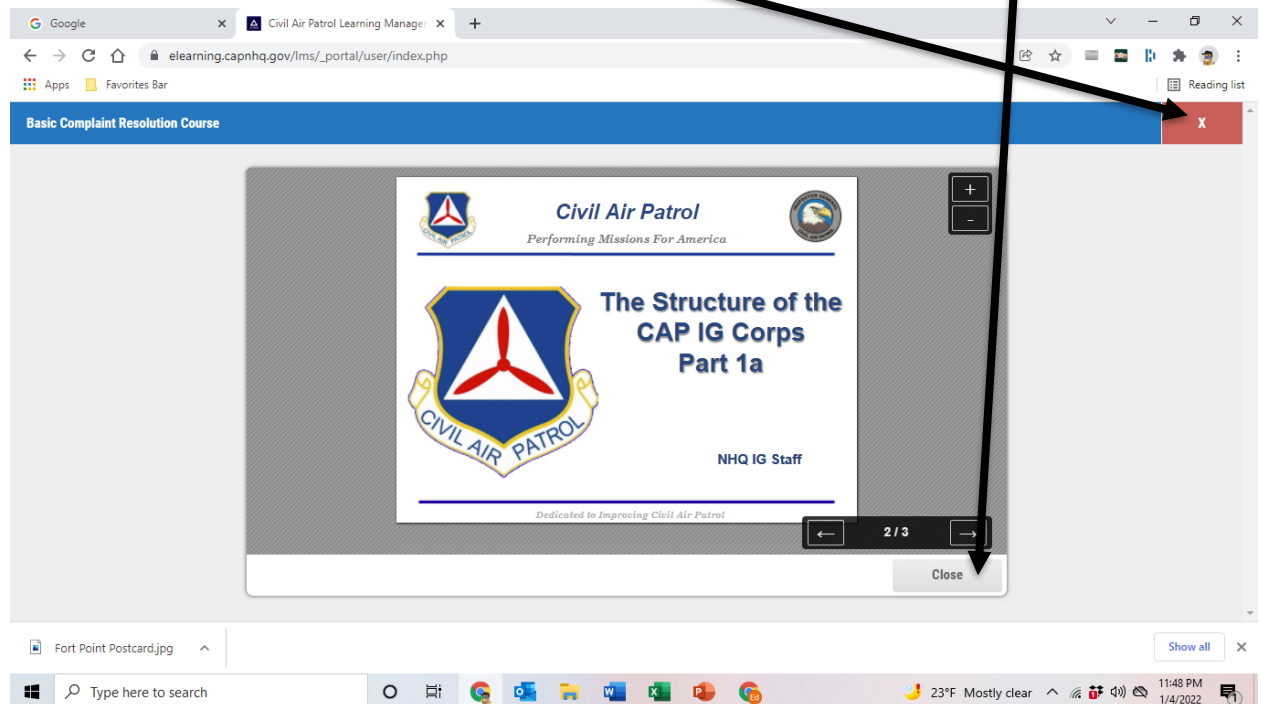 Google
Civil Air Patrol Learning Manager
elearning.capnhq.gov/lms/_portal/user/index.php
Apps Favorites Bar Reading list
Basic Complaint Resolution Course X
+
-
Civil Air Patrol
Performing Missions For America
The Structure of the
CAP IG Corps
Part 1a
CIVIL AIR PATROL
NHQ IG Staff
Dedicated to Improving Civil Air Patrol
← 2 / 3 →
Close
Fort Point Postcard.jpg Show all
Type here to search 23°F Mostly clear 11:48 PM
1/4/2022